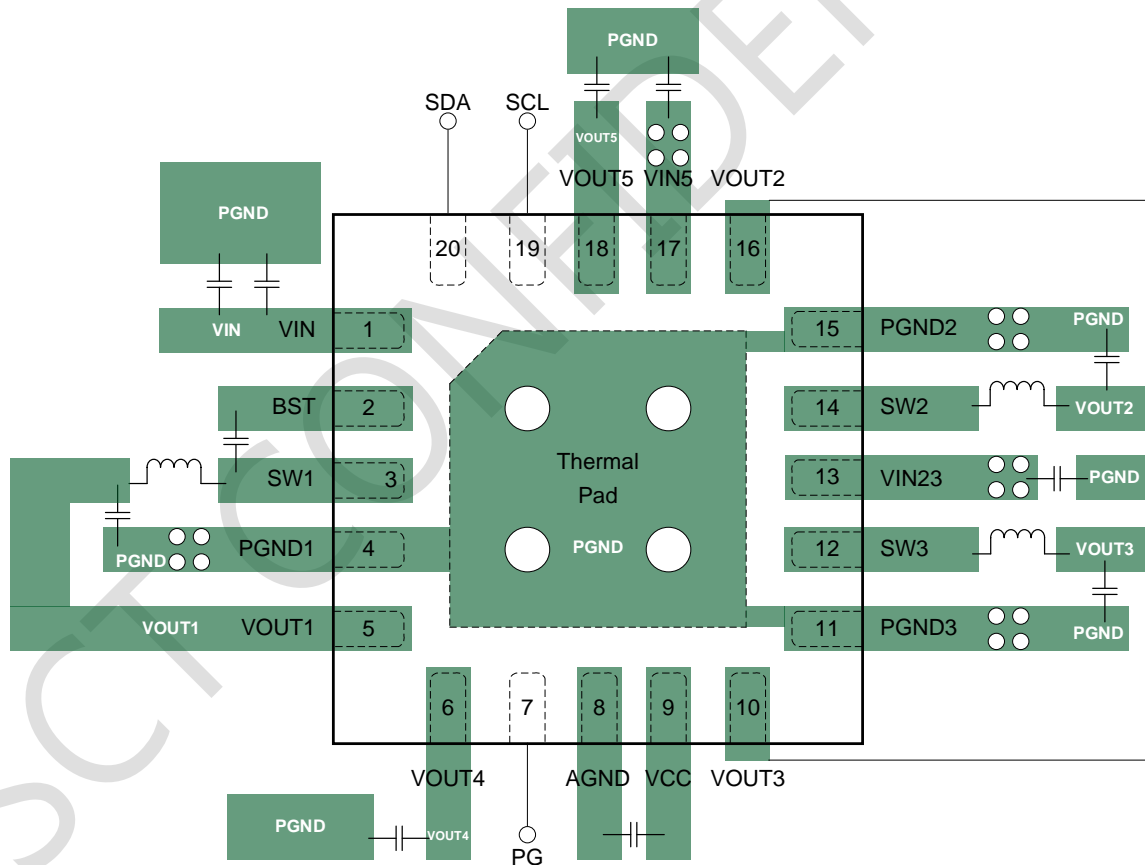 PGND
SDA
SCL
VOUT5
VOUT5
VIN5
VOUT2
PGND
20
19
18
17
16
VIN
VIN
1
15
PGND2
PGND
BST
2
14
SW2
VOUT2
SW1
3
Thermal
Pad
13
VIN23
PGND
PGND
PGND1
4
PGND
12
SW3
VOUT3
VOUT1
VOUT1
5
11
PGND3
PGND
6
7
8
9
10
VOUT4
AGND
VCC
VOUT3
PGND
VOUT4
PG
SCT CONFIDE